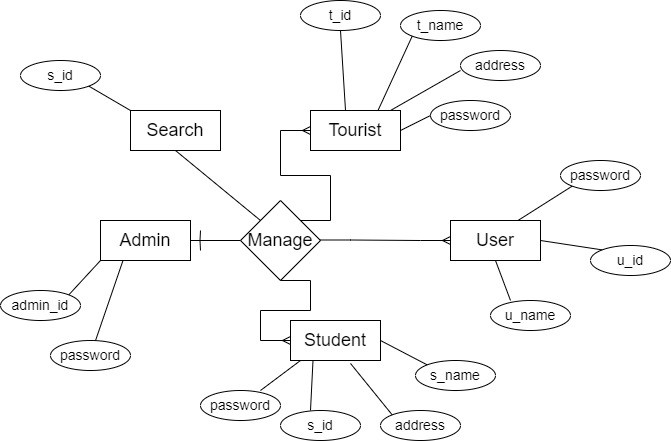 t_id
t_name
address
s_id
password
Search
Tourist
password
Admin
Manage
User
u_id
admin_id
u_name
password
Student
s_name
password
s_id
address